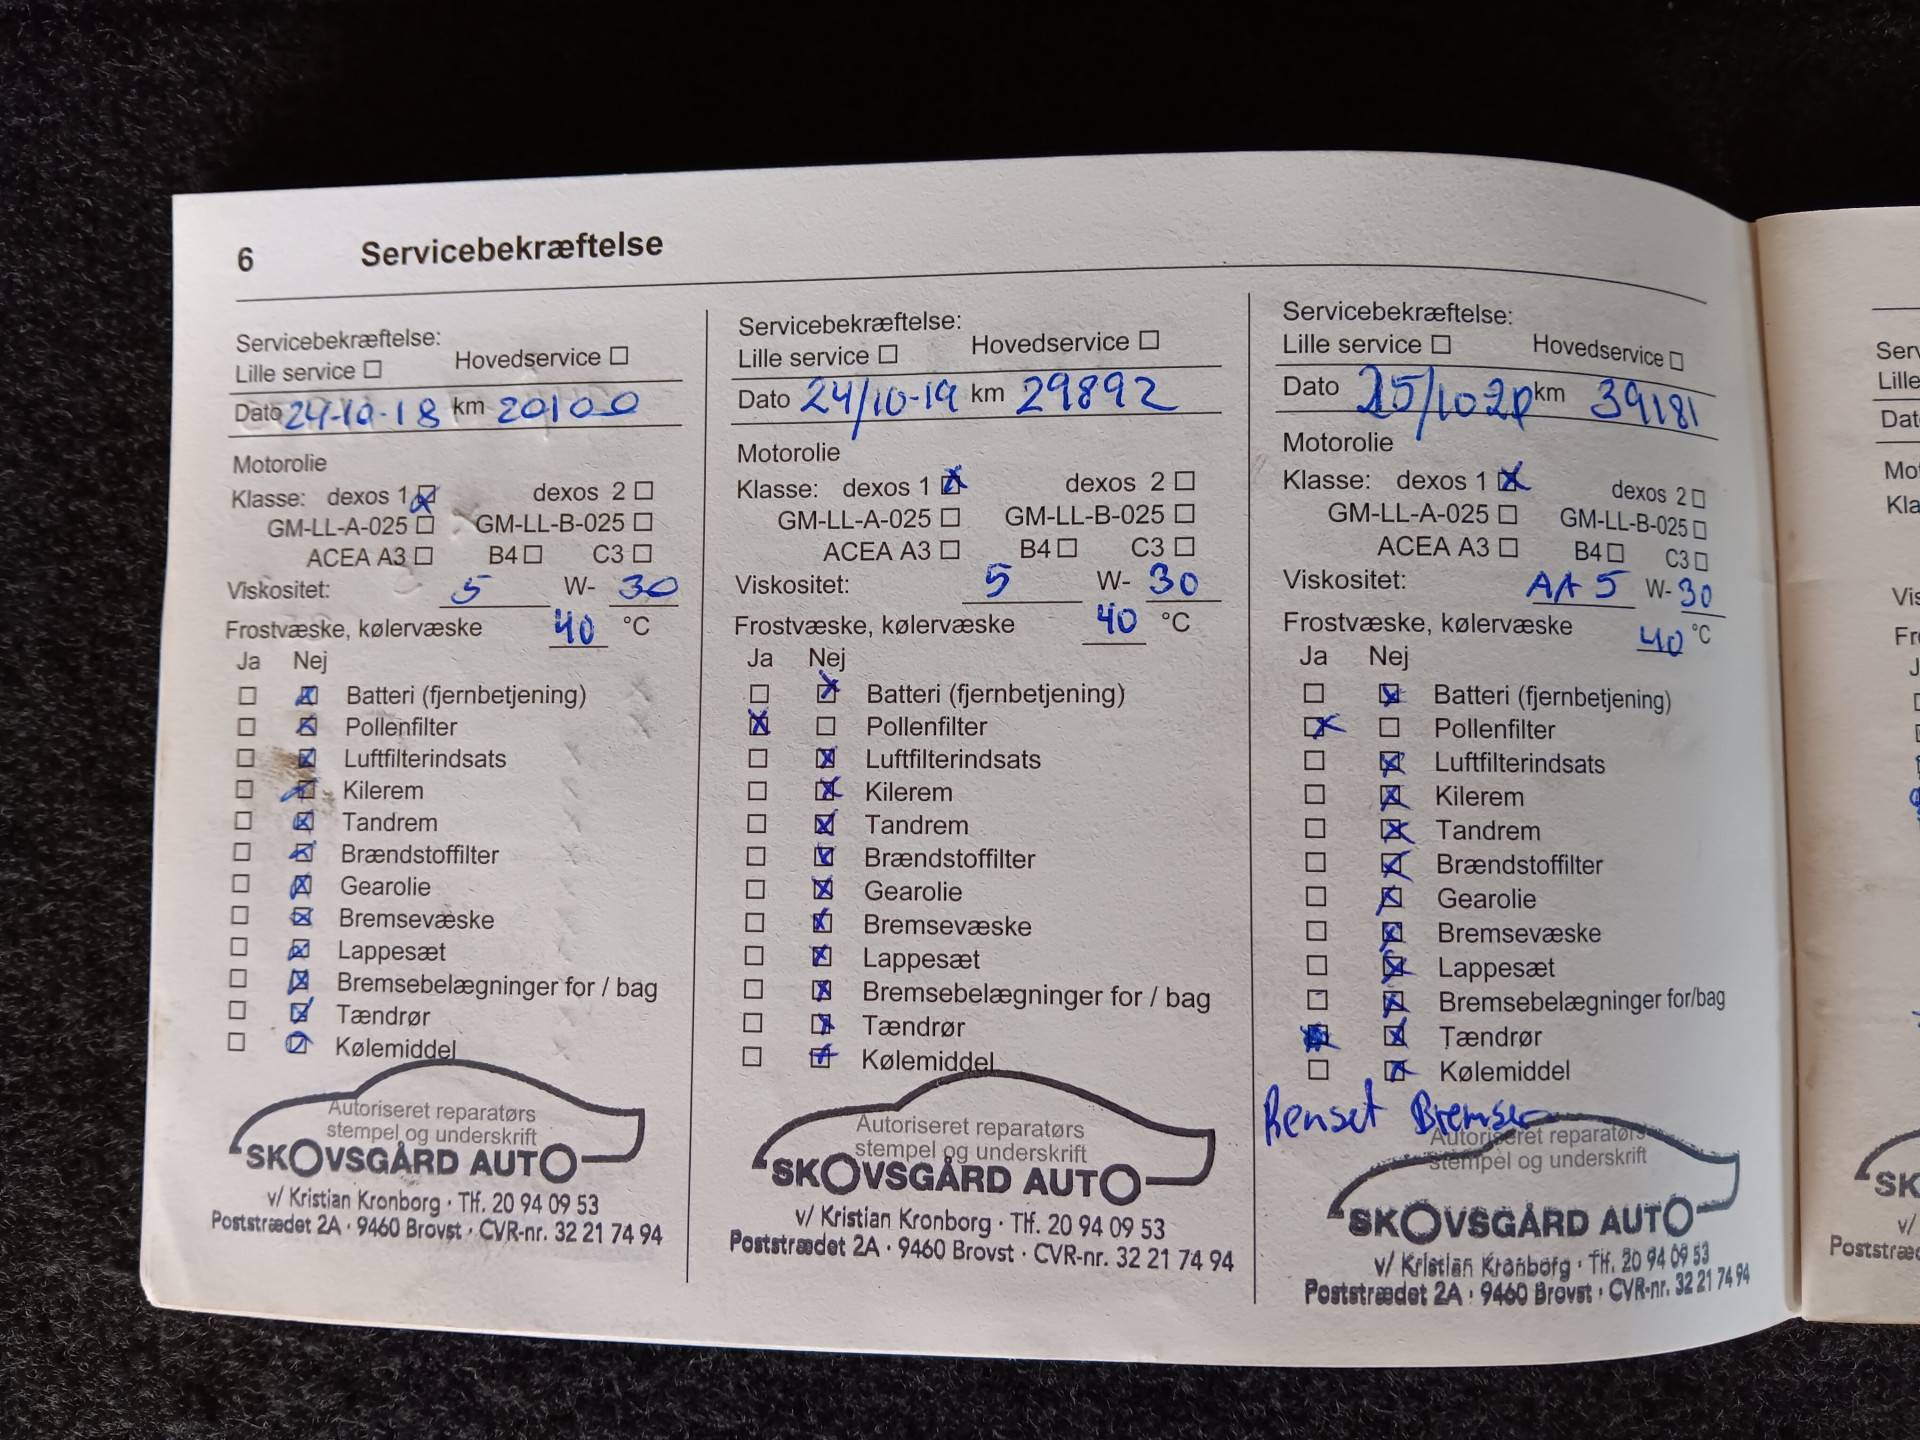 6 Servicebekræftelse
Servicebekræftelse:
Lille service ☐ Hovedservice ☐
Dato 24-10-18 km 20100
Motorolie
Klasse: dexos 1 ☒ dexos 2 ☐
GM-LL-A-025 ☐ GM-LL-B-025 ☐
ACEA A3 ☐ B4 ☐ C3 ☐
Viskositet: 5 W- 30
Frostvæske, kølervæske 40 °C
Ja Nej
☐ ☒ Batteri (fjernbetjening)
☐ ☒ Pollenfilter
☐ ☒ Luftfilterindsats
☐ ☒ Kilerem
☐ ☒ Tandrem
☐ ☒ Brændstoffilter
☐ ☒ Gearolie
☐ ☒ Bremsevæske
☐ ☒ Lappesæt
☐ ☒ Bremsebelægninger for / bag
☐ ☒ Tændrør
☐ ☒ Kølemiddel
Autoriseret reparatørs
stempel og underskrift
SKOVSGÅRD AUTO
v/ Kristian Kronborg · Tlf. 20 94 09 53
Poststrædet 2A · 9460 Brovst · CVR-nr. 32 21 74 94
Servicebekræftelse:
Lille service ☐ Hovedservice ☐
Dato 24/10-19 km 29892
Motorolie
Klasse: dexos 1 ☒ dexos 2 ☐
GM-LL-A-025 ☐ GM-LL-B-025 ☐
ACEA A3 ☐ B4 ☐ C3 ☐
Viskositet: 5 W- 30
Frostvæske, kølervæske 40 °C
Ja Nej
☐ ☒ Batteri (fjernbetjening)
☒ ☐ Pollenfilter
☐ ☒ Luftfilterindsats
☐ ☒ Kilerem
☐ ☒ Tandrem
☐ ☒ Brændstoffilter
☐ ☒ Gearolie
☐ ☒ Bremsevæske
☐ ☒ Lappesæt
☐ ☒ Bremsebelægninger for / bag
☐ ☒ Tændrør
☐ ☒ Kølemiddel
Autoriseret reparatørs
stempel og underskrift
SKOVSGÅRD AUTO
v/ Kristian Kronborg · Tlf. 20 94 09 53
Poststrædet 2A · 9460 Brovst · CVR-nr. 32 21 74 94
Servicebekræftelse:
Lille service ☐ Hovedservice ☐
Dato 25/10 20 km 39181
Motorolie
Klasse: dexos 1 ☒ dexos 2 ☐
GM-LL-A-025 ☐ GM-LL-B-025 ☐
ACEA A3 ☐ B4 ☐ C3 ☐
Viskositet: 5 W- 30
Frostvæske, kølervæske 40 °C
Ja Nej
☐ ☒ Batteri (fjernbetjening)
☒ ☐ Pollenfilter
☐ ☒ Luftfilterindsats
☐ ☒ Kilerem
☐ ☒ Tandrem
☐ ☒ Brændstoffilter
☐ ☒ Gearolie
☐ ☒ Bremsevæske
☐ ☒ Lappesæt
☐ ☒ Bremsebelægninger for/bag
☒ ☒ Tændrør
☐ ☒ Kølemiddel
Renset Bremser
Autoriseret reparatørs
stempel og underskrift
SKOVSGÅRD AUTO
v/ Kristian Kronborg · Tlf. 20 94 09 53
Poststrædet 2A · 9460 Brovst · CVR-nr. 32 21 74 94
Lille